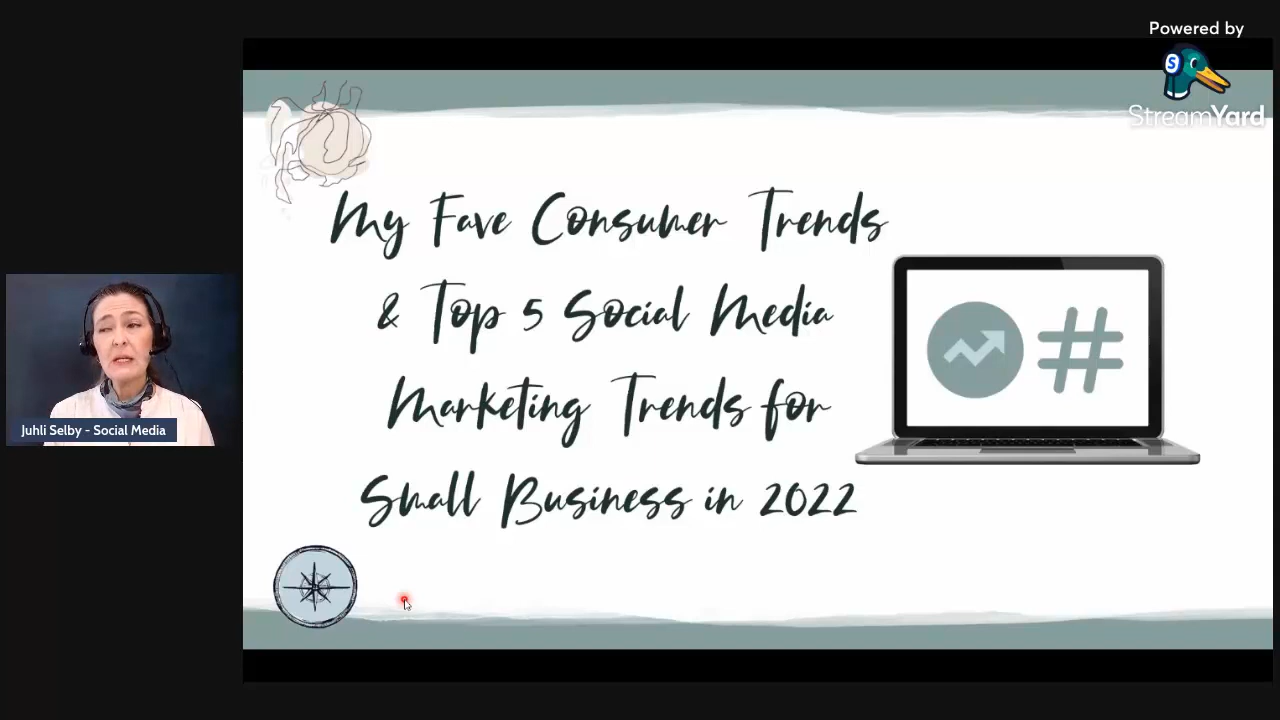 Powered by
StreamYard
My Fave Consumer Trends
& Top 5 Social Media
Marketing Trends for
Small Business in 2022
#
Juhli Selby - Social Media